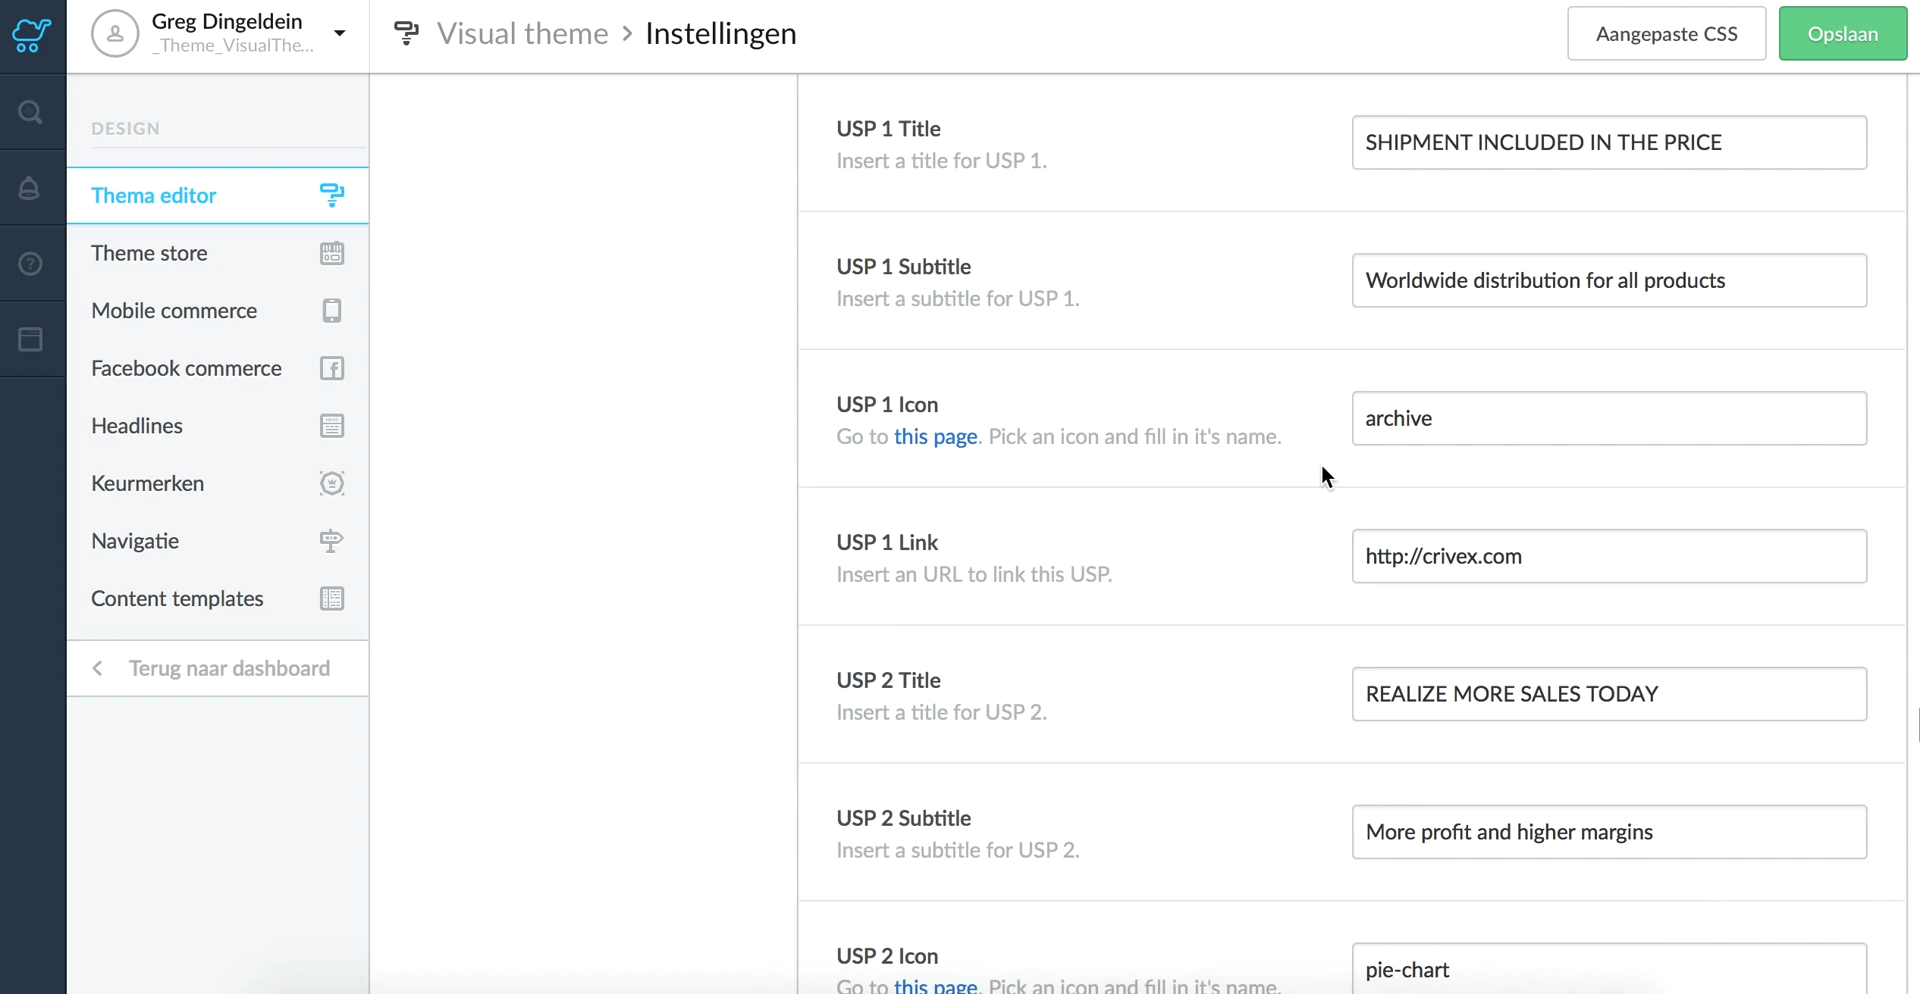 Greg Dingeldein
_Theme_VisualThe...
Visual theme > Instellingen
Aangepaste CSS
Opslaan
DESIGN
Thema editor
Theme store
Mobile commerce
Facebook commerce
Headlines
Keurmerken
Navigatie
Content templates
Terug naar dashboard
USP 1 Title
Insert a title for USP 1.
SHIPMENT INCLUDED IN THE PRICE
USP 1 Subtitle
Insert a subtitle for USP 1.
Worldwide distribution for all products
USP 1 Icon
Go to this page. Pick an icon and fill in it's name.
archive
USP 1 Link
Insert an URL to link this USP.
http://crivex.com
USP 2 Title
Insert a title for USP 2.
REALIZE MORE SALES TODAY
USP 2 Subtitle
Insert a subtitle for USP 2.
More profit and higher margins
USP 2 Icon
Go to this page. Pick an icon and fill in it's name.
pie-chart